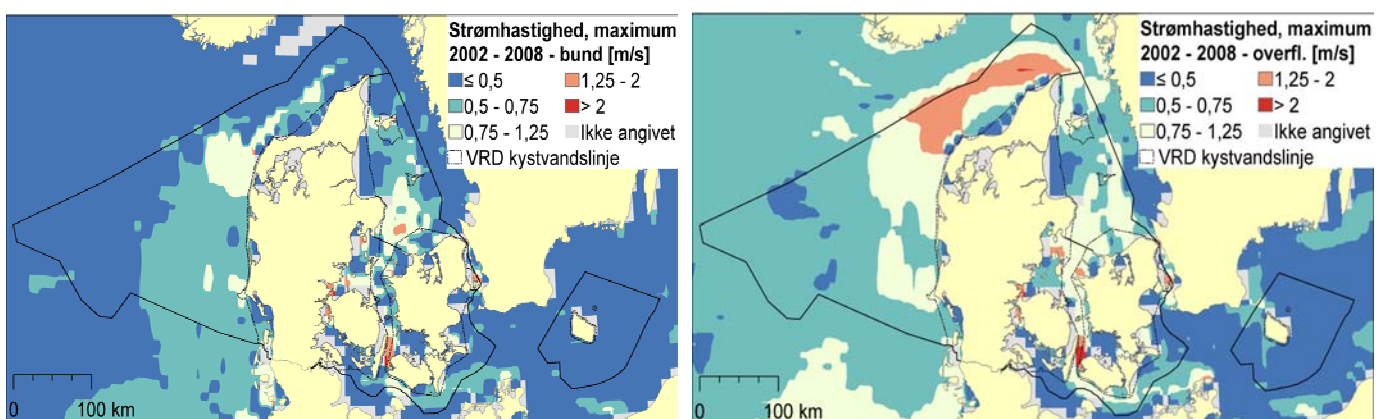 Strømhastighed, maximum
2002 - 2008 - bund [m/s]
≤ 0,5
1,25 - 2
0,5 - 0,75
> 2
0,75 - 1,25
Ikke angivet
VRD kystvandslinje
0
100 km
Strømhastighed, maximum
2002 - 2008 - overfl. [m/s]
≤ 0,5
1,25 - 2
0,5 - 0,75
> 2
0,75 - 1,25
Ikke angivet
VRD kystvandslinje
0
100 km